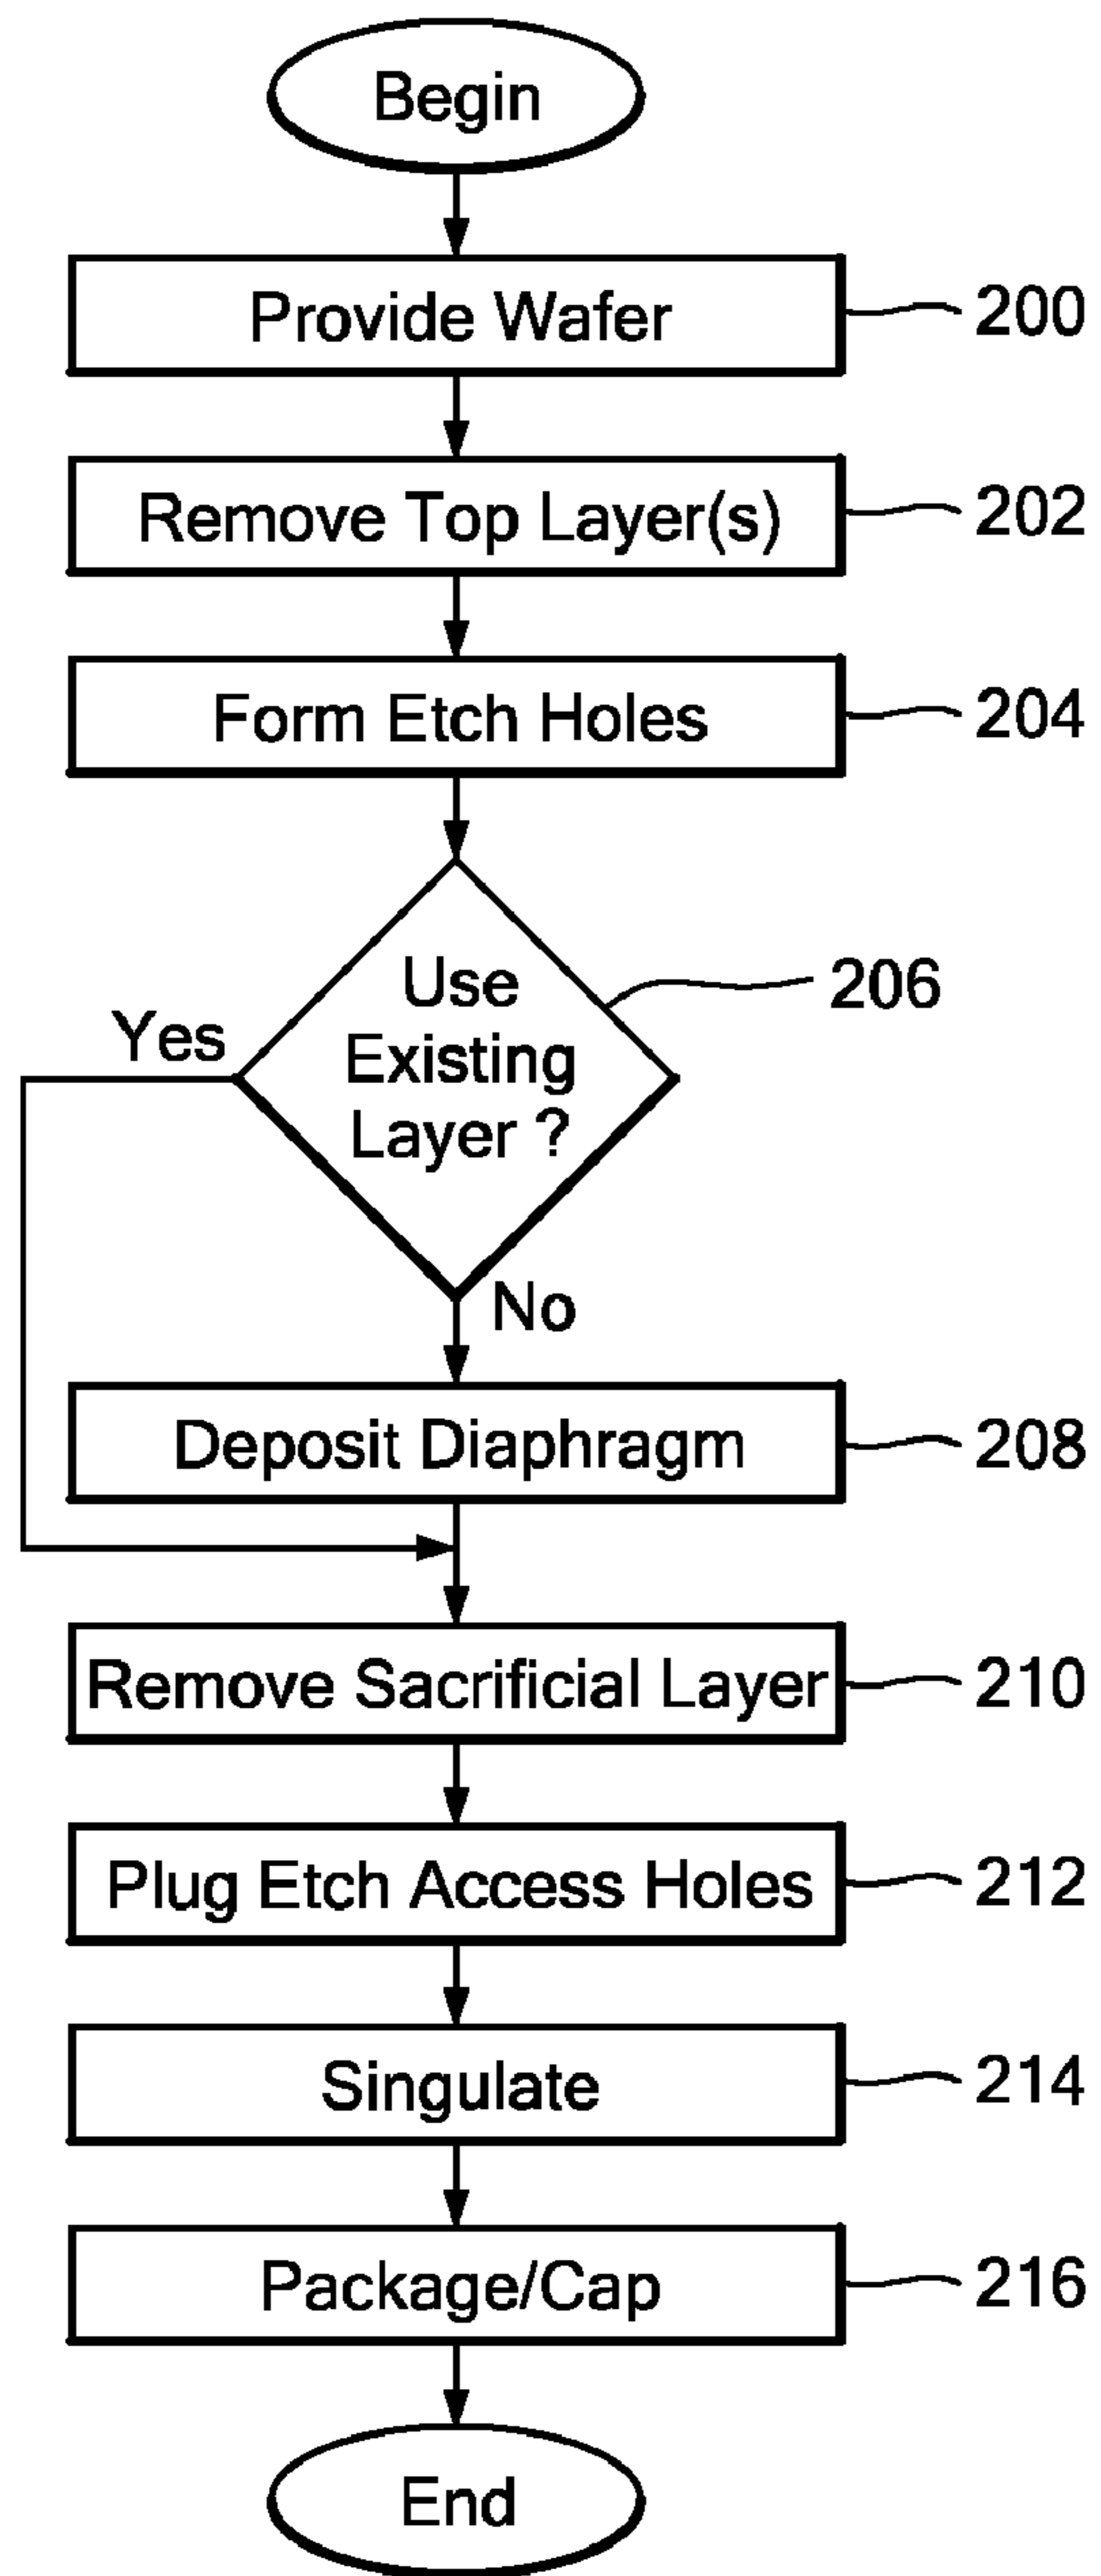 Begin
Provide Wafer
200
Remove Top Layer(s)
202
Form Etch Holes
204
Use
Existing
Layer ?
206
Yes
No
Deposit Diaphragm
208
Remove Sacrificial Layer
210
Plug Etch Access Holes
212
Singulate
214
Package/Cap
216
End